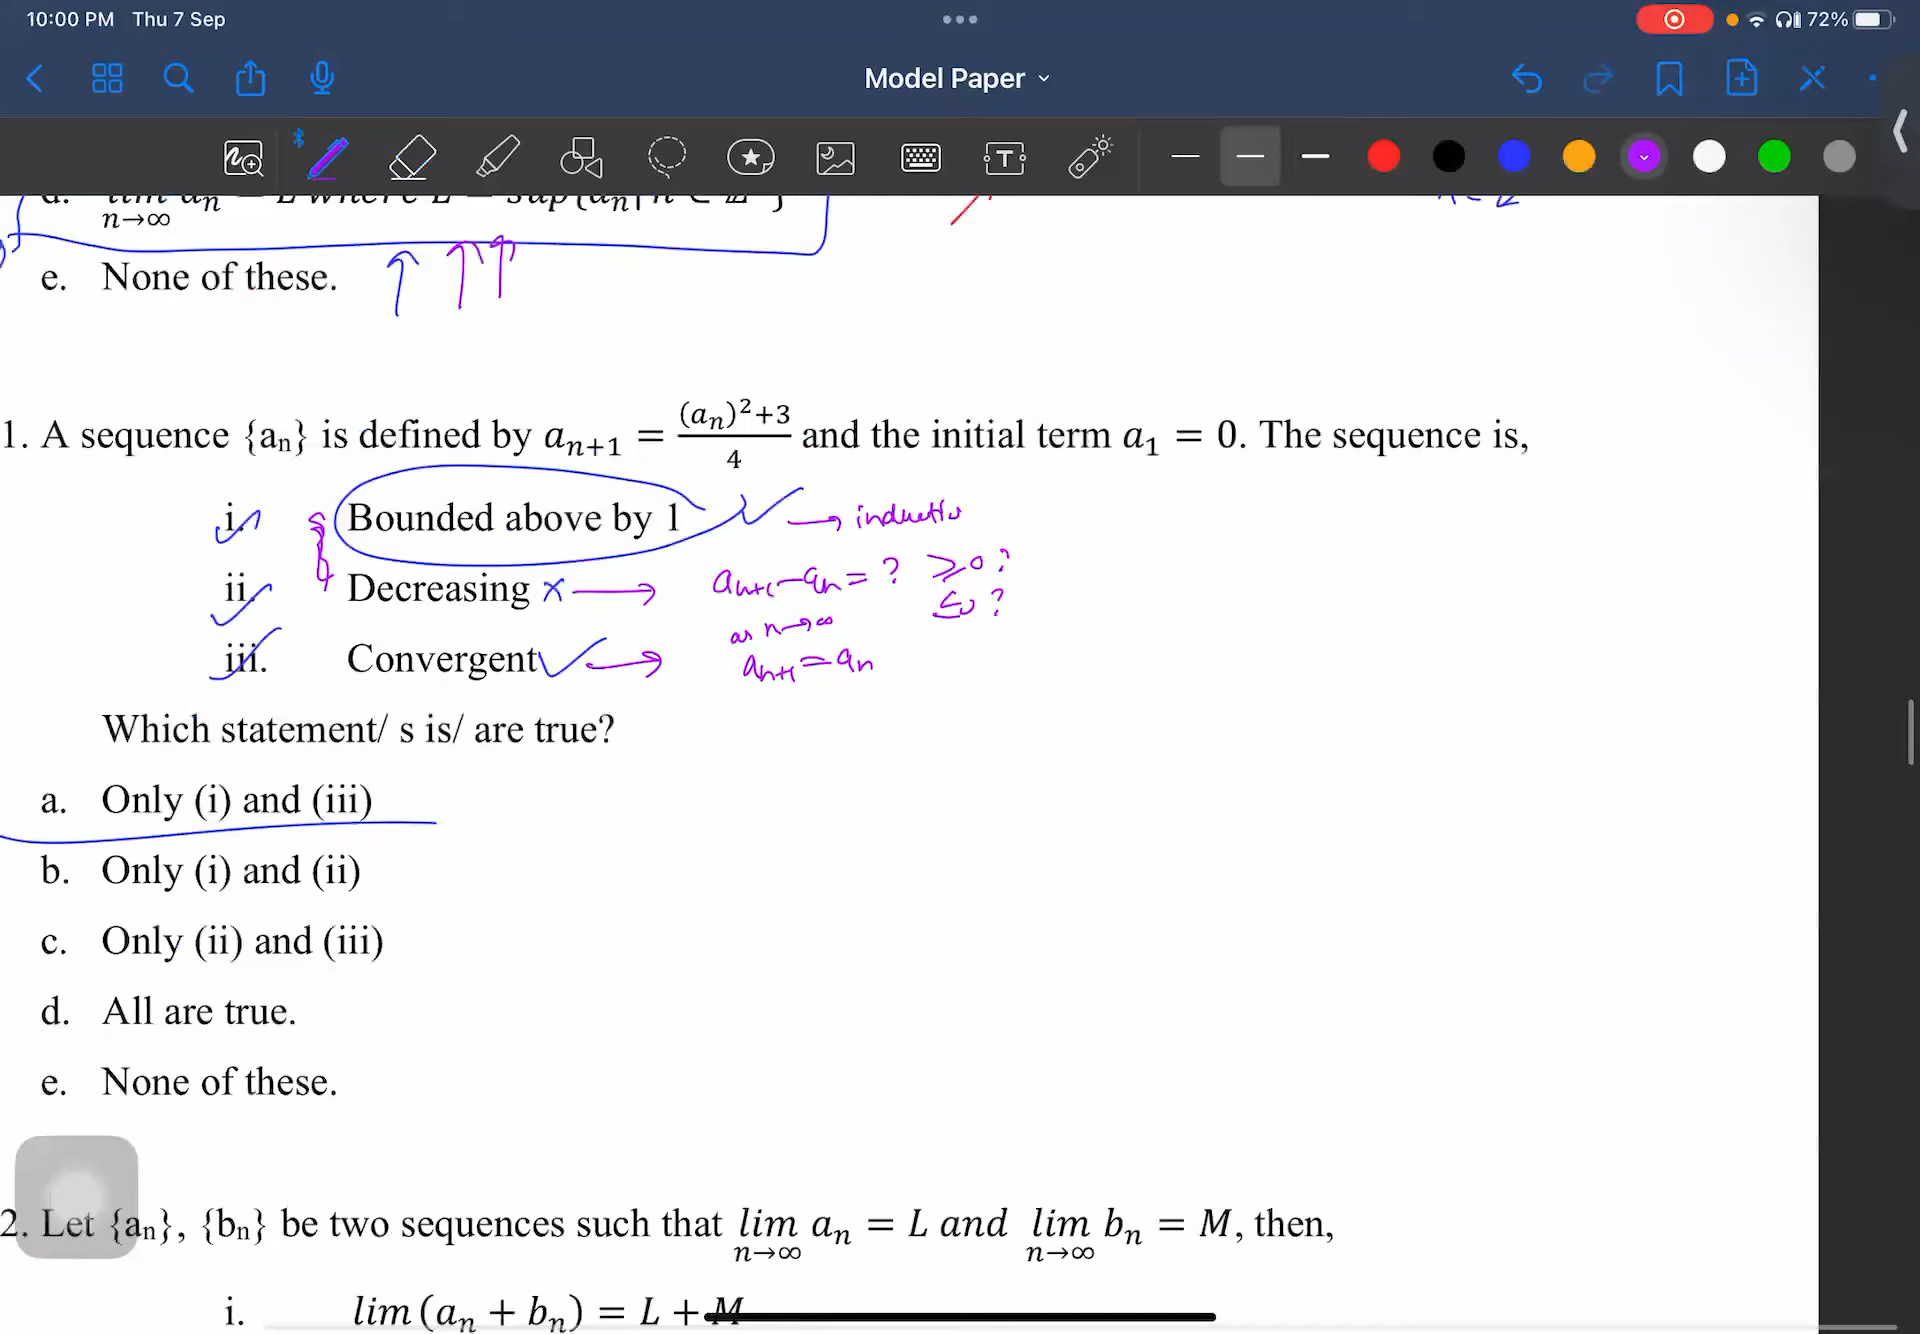 10:00 PM Thu 7 Sep
72%
Model Paper
n→∞
e. None of these.
1. A sequence {aₙ} is defined by aₙ₊₁ = ((aₙ)²+3)/4 and the initial term a₁ = 0. The sequence is,
i. Bounded above by 1 →
ii. Decreasing x → aₙ₊₁ - aₙ = ? ≥0?
≤0?
as n→∞
iii. Convergent → aₙ₊₁ = aₙ
Which statement/ s is/ are true?
a. Only (i) and (iii)
b. Only (i) and (ii)
c. Only (ii) and (iii)
d. All are true.
e. None of these.
2. Let {aₙ}, {bₙ} be two sequences such that lim n→∞ aₙ = L and lim n→∞ bₙ = M, then,
i. lim (aₙ + bₙ) = L + M